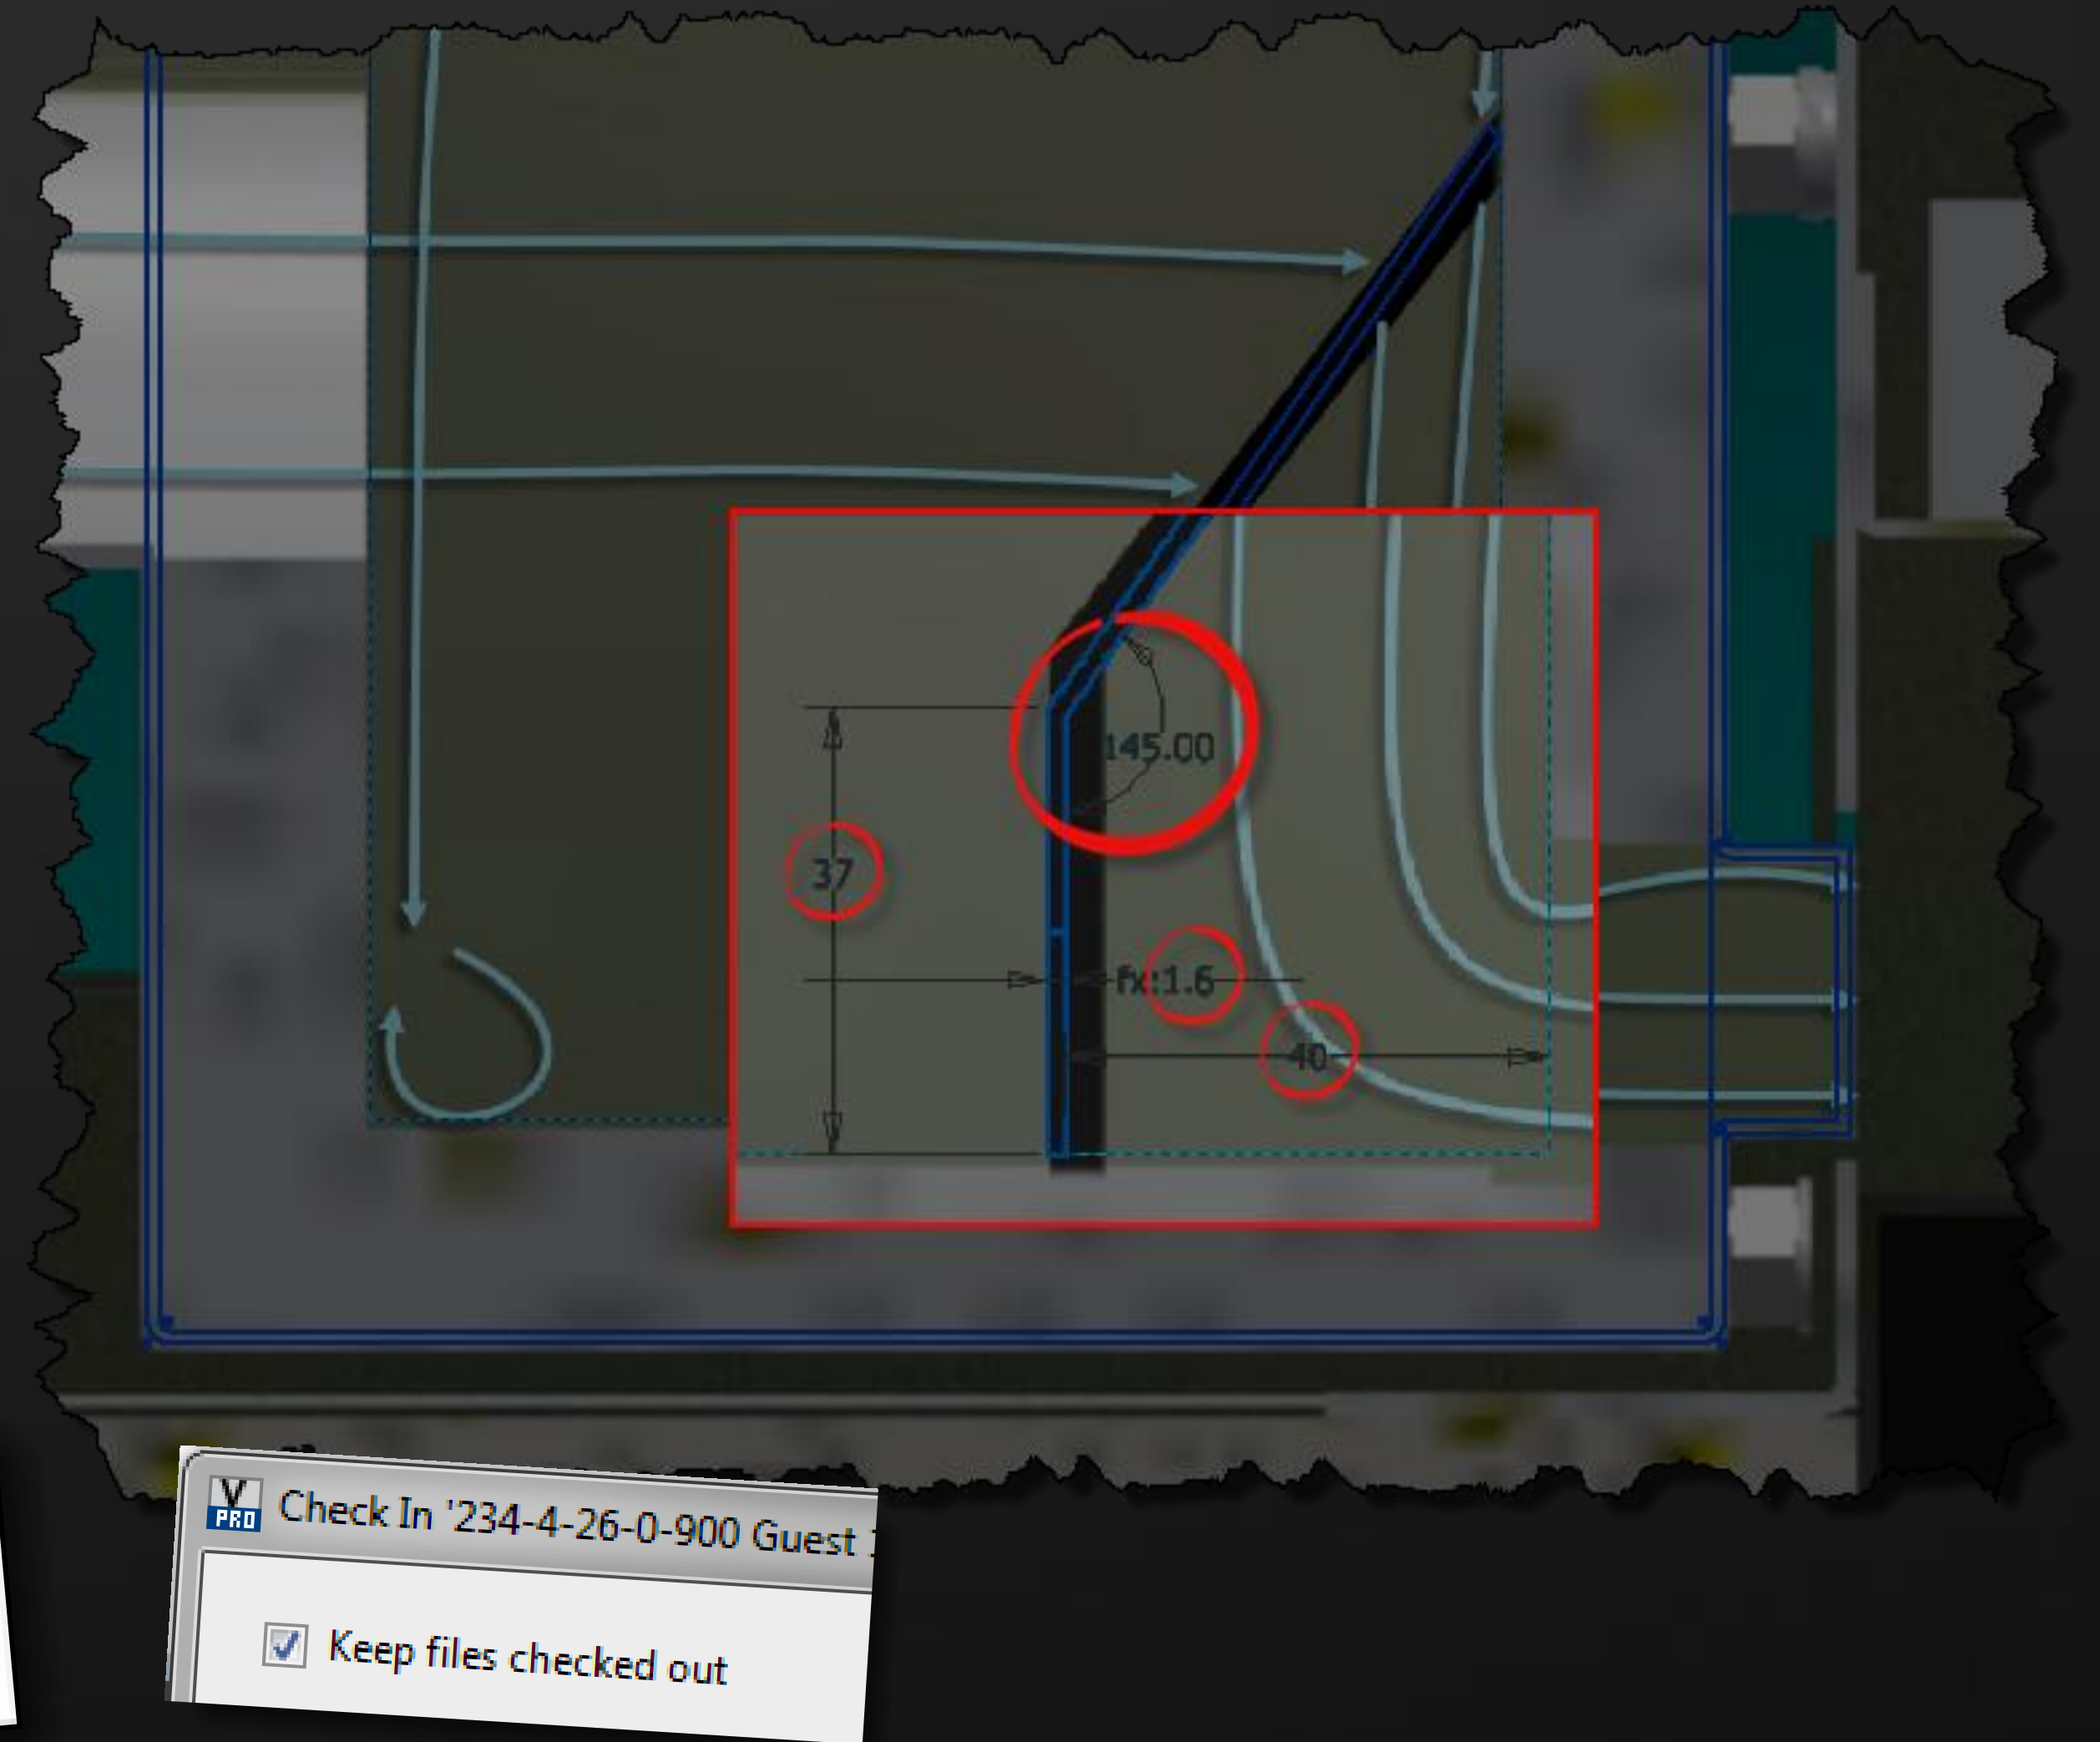 145.00
37
fx:1.6
40
V
PRO
Check In '234-4-26-0-900 Guest
Keep files checked out